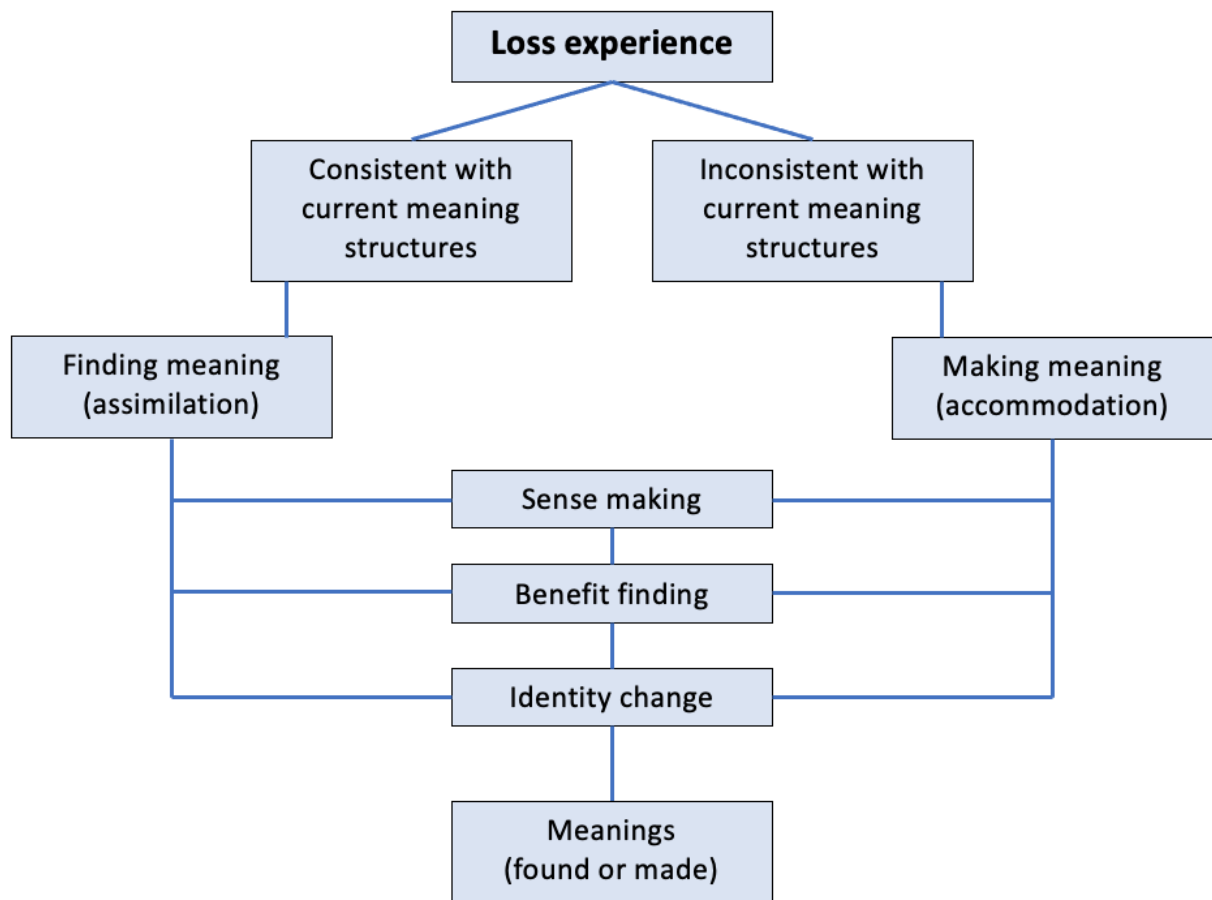 Loss experience
Consistent with
current meaning
structures
Inconsistent with
current meaning
structures
Finding meaning
(assimilation)
Making meaning
(accommodation)
Sense making
Benefit finding
Identity change
Meanings
(found or made)